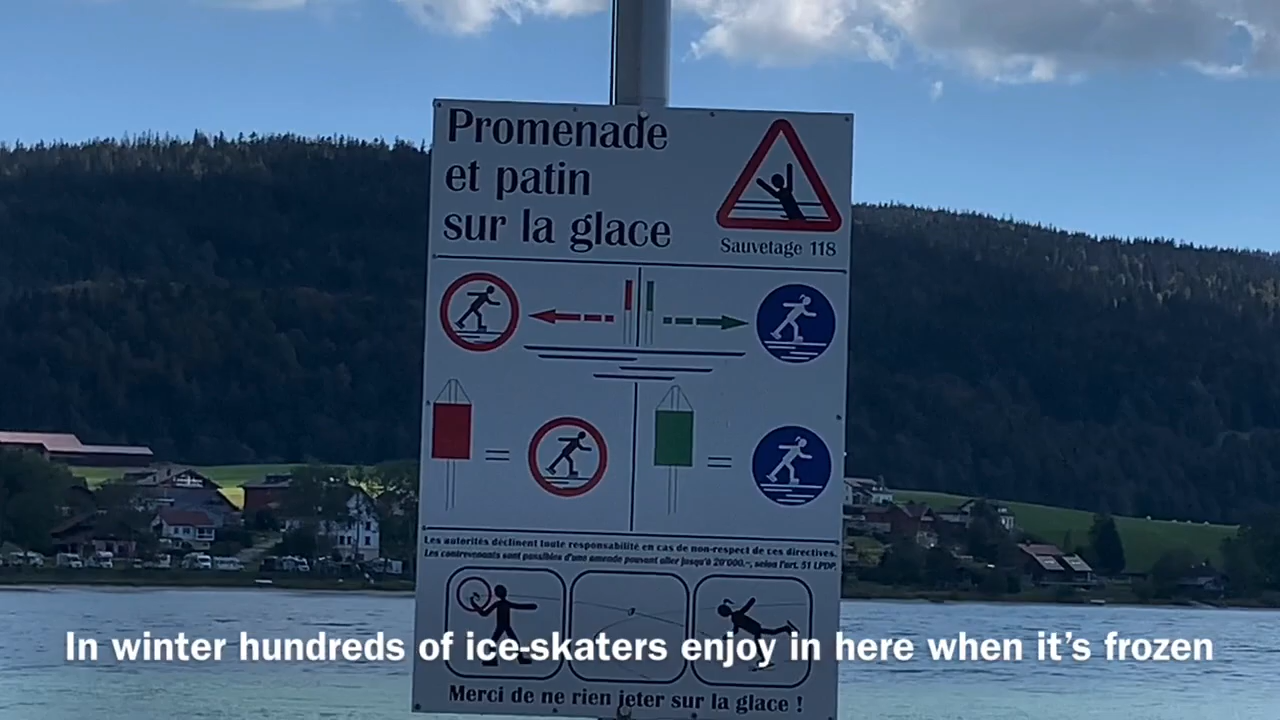 Promenade
et patin
sur la glace
Sauvetage 118
=
=
Les autorités déclinent toute responsabilité en cas de non-respect de ces directives.
Les contrevenants sont passibles d'une amende pouvant aller jusqu'à 20'000.-, selon l'art. 51 LPDP.
In winter hundreds of ice-skaters enjoy in here when it's frozen
Merci de ne rien jeter sur la glace !